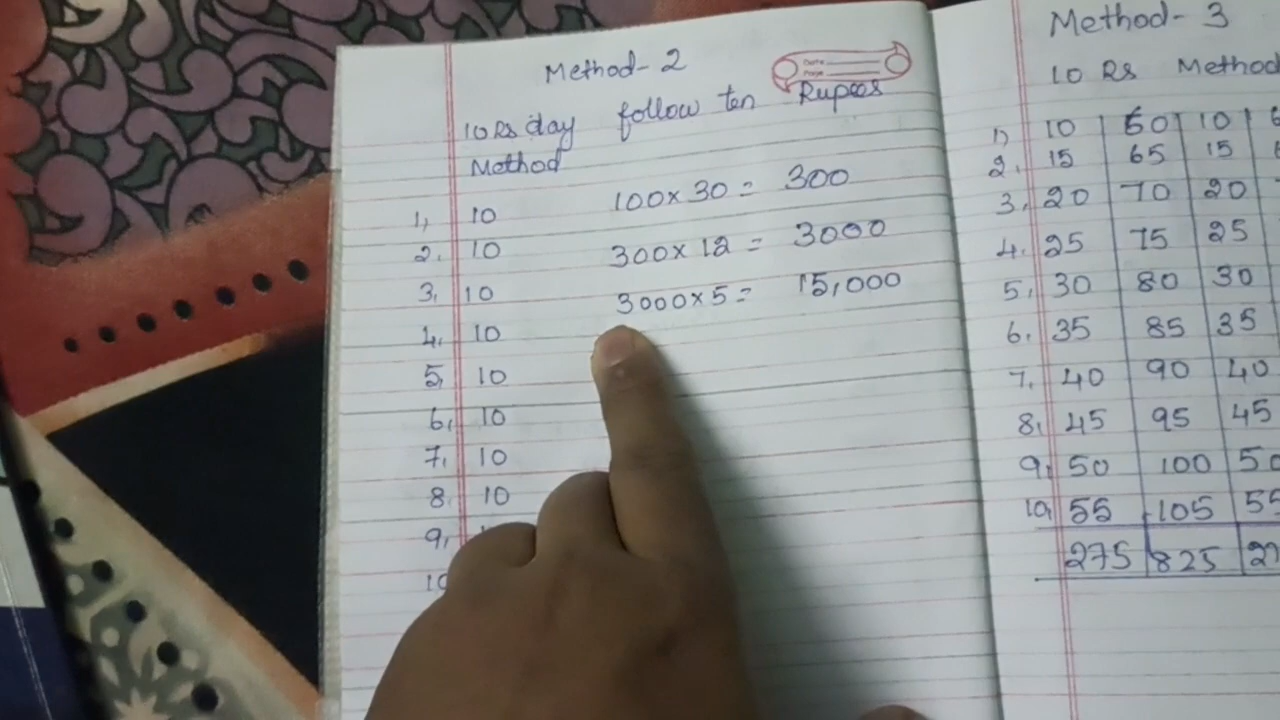 Method-2
10 Rs day follow ten Rupees
Method
100x30 = 300
1, 10
300x12 = 3000
2. 10
3000x5 = 15,000
3, 10
4. 10
5, 10
6, 10
7, 10
8. 10
9,
10
Method-3
10 Rs Method
1) 10 60 10
2. 15 65 15
3, 20 70 20
4. 25 75 25
5, 30 80 30
6, 35 85 35
7, 40 90 40
8, 45 95 45
9, 50 100 50
10, 55 105 55
275 825